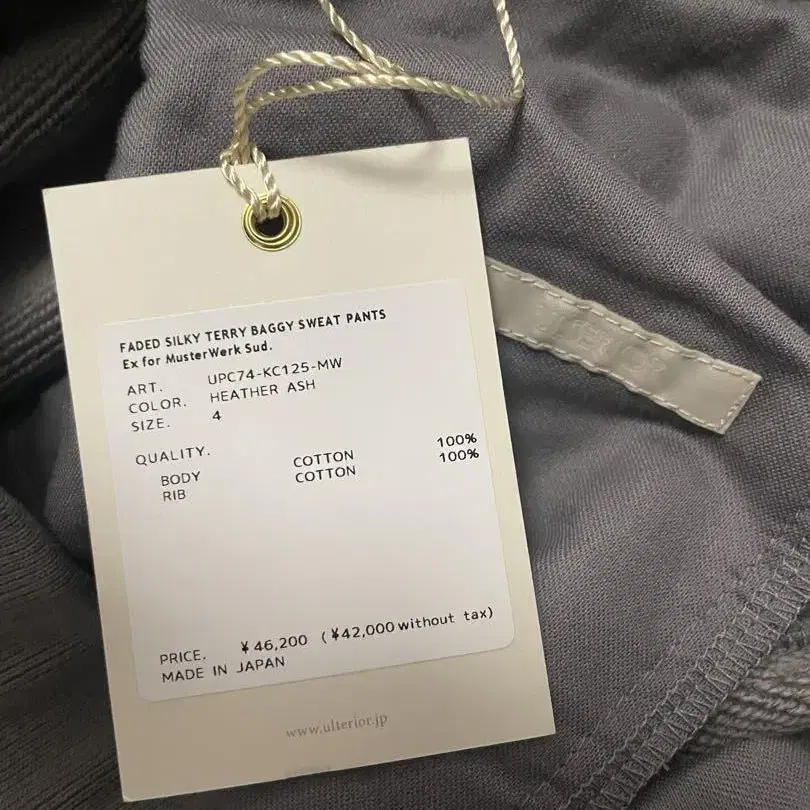 FADED SILKY TERRY BAGGY SWEAT PANTS
Ex for MusterWerk Sud.
ART. UPC74-KC125-MW
COLOR. HEATHER ASH
SIZE. 4
QUALITY.
BODY COTTON 100%
RIB COTTON 100%
PRICE. ¥46,200 (¥42,000 without tax)
MADE IN JAPAN
www.ulterior.jp